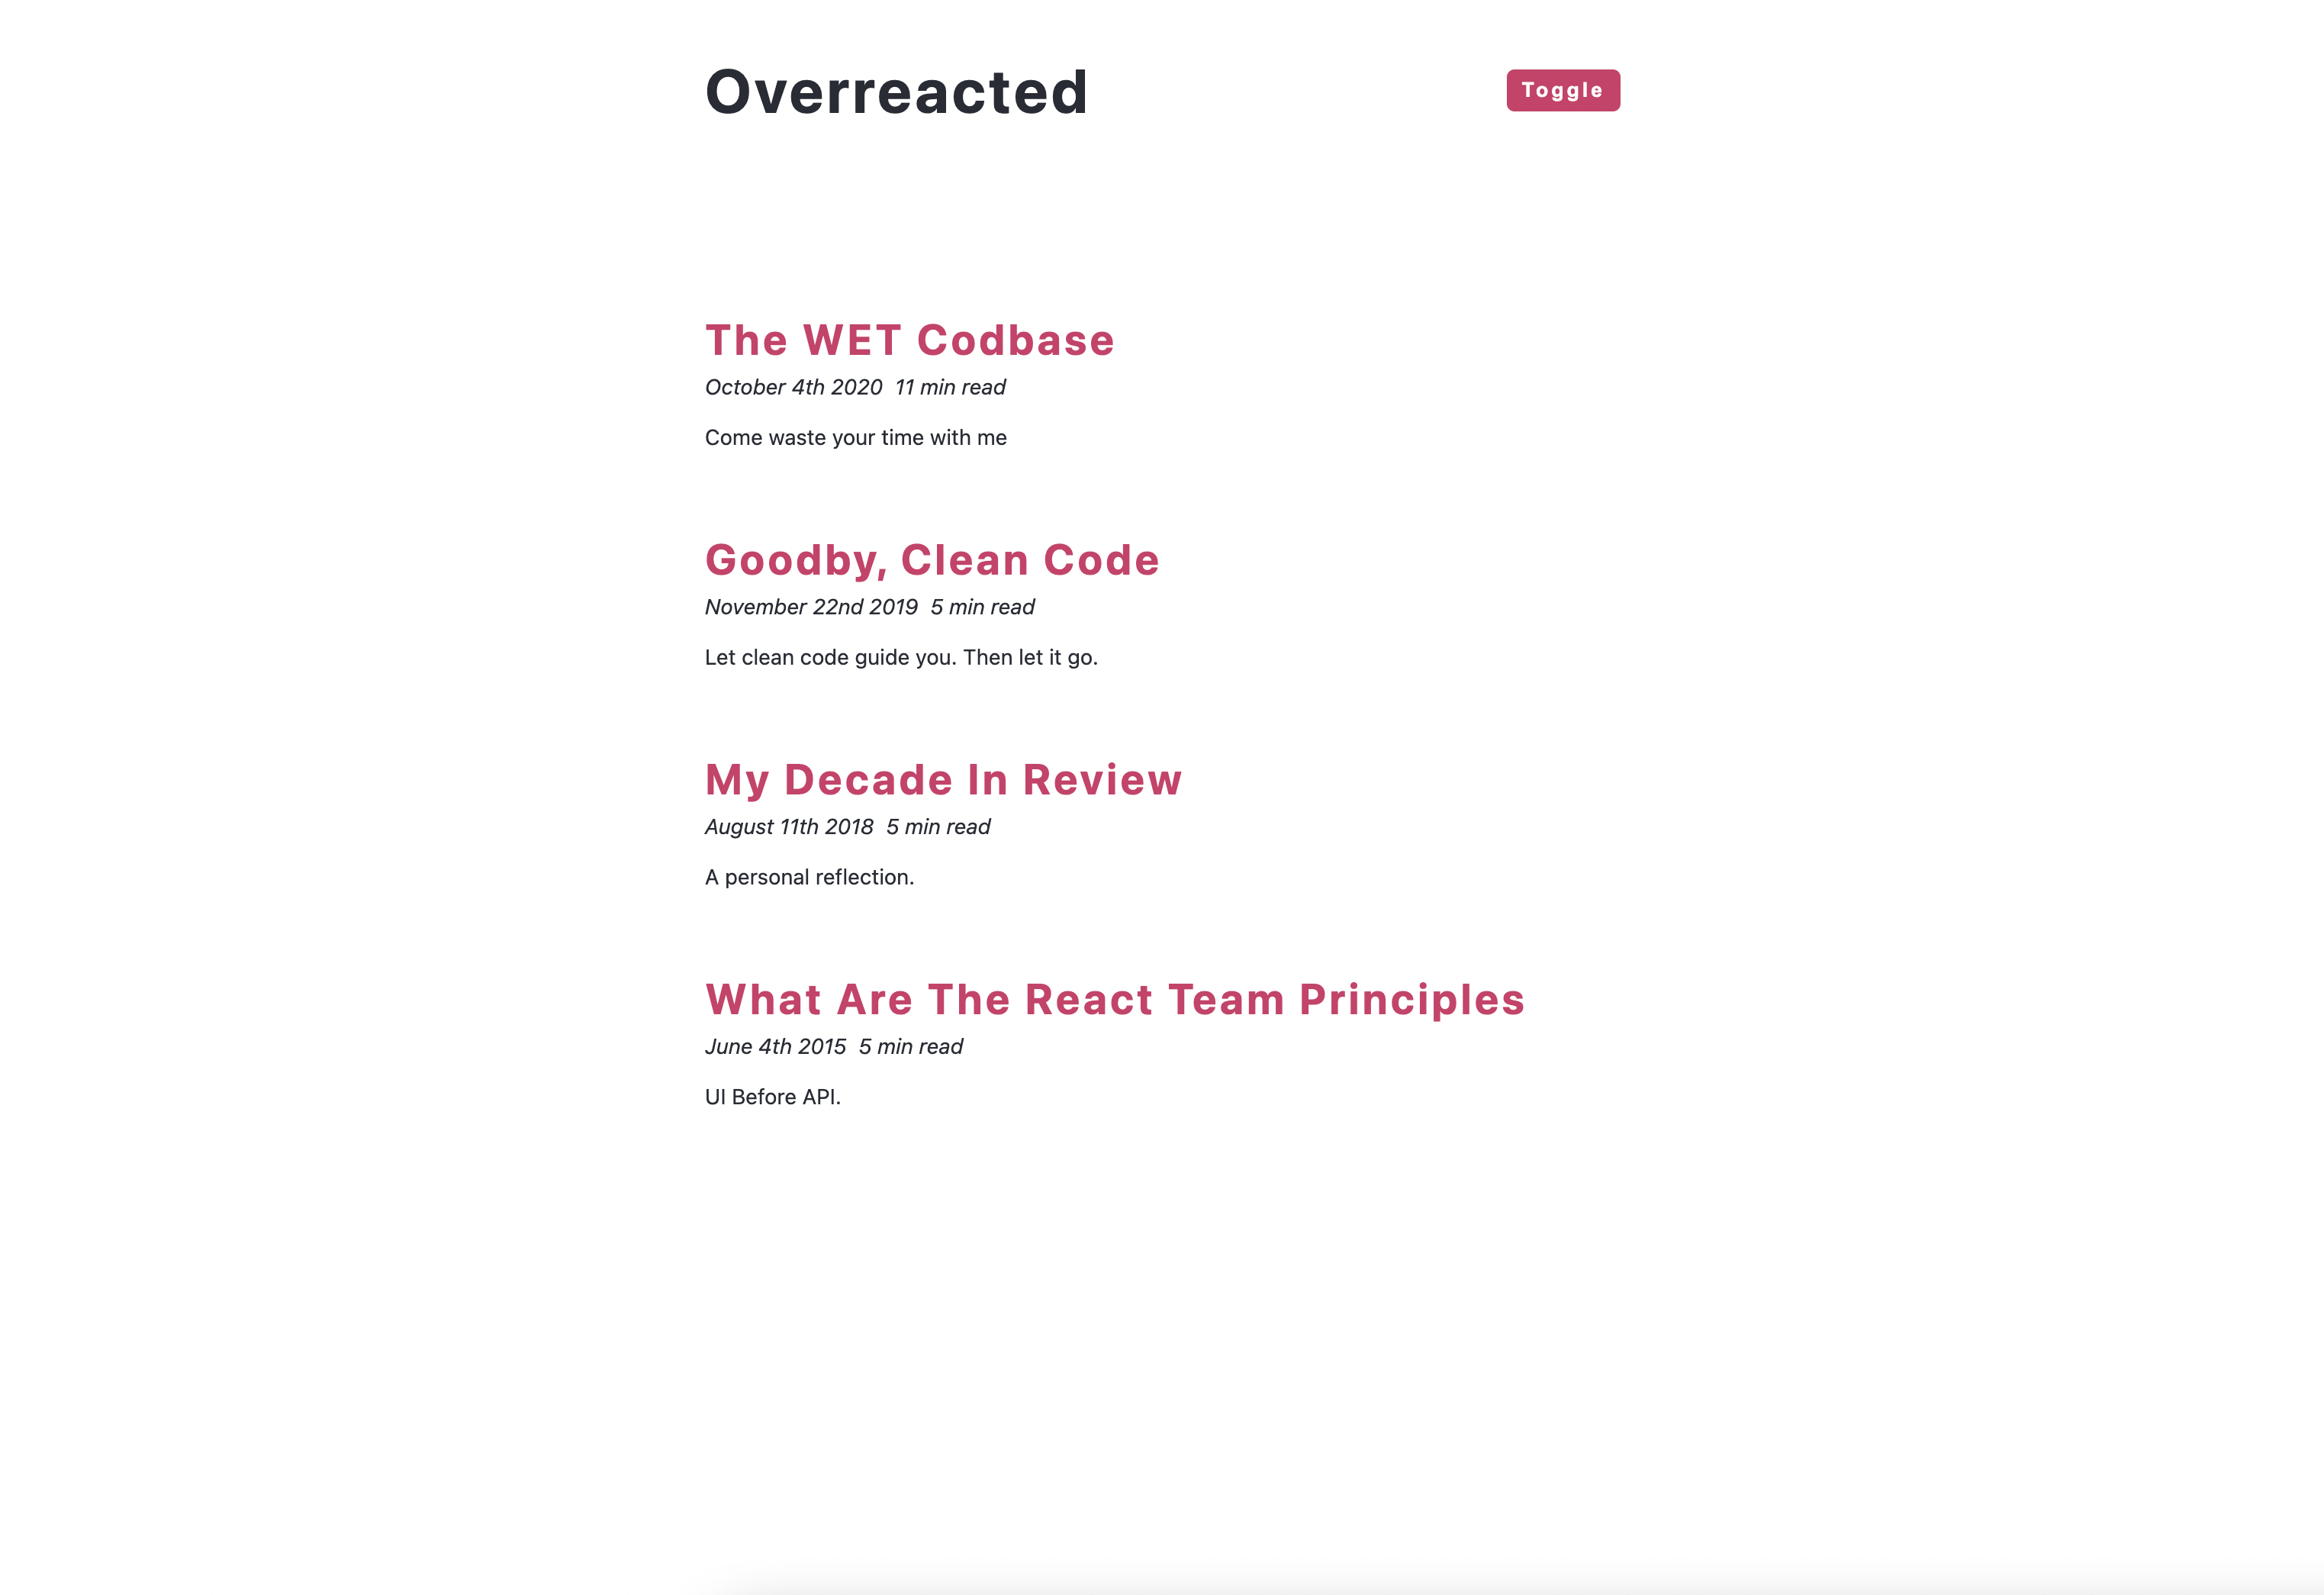 Overreacted
Toggle
The WET Codbase
October 4th 2020 11 min read
Come waste your time with me
Goodby, Clean Code
November 22nd 2019 5 min read
Let clean code guide you. Then let it go.
My Decade In Review
August 11th 2018 5 min read
A personal reflection.
What Are The React Team Principles
June 4th 2015 5 min read
UI Before API.